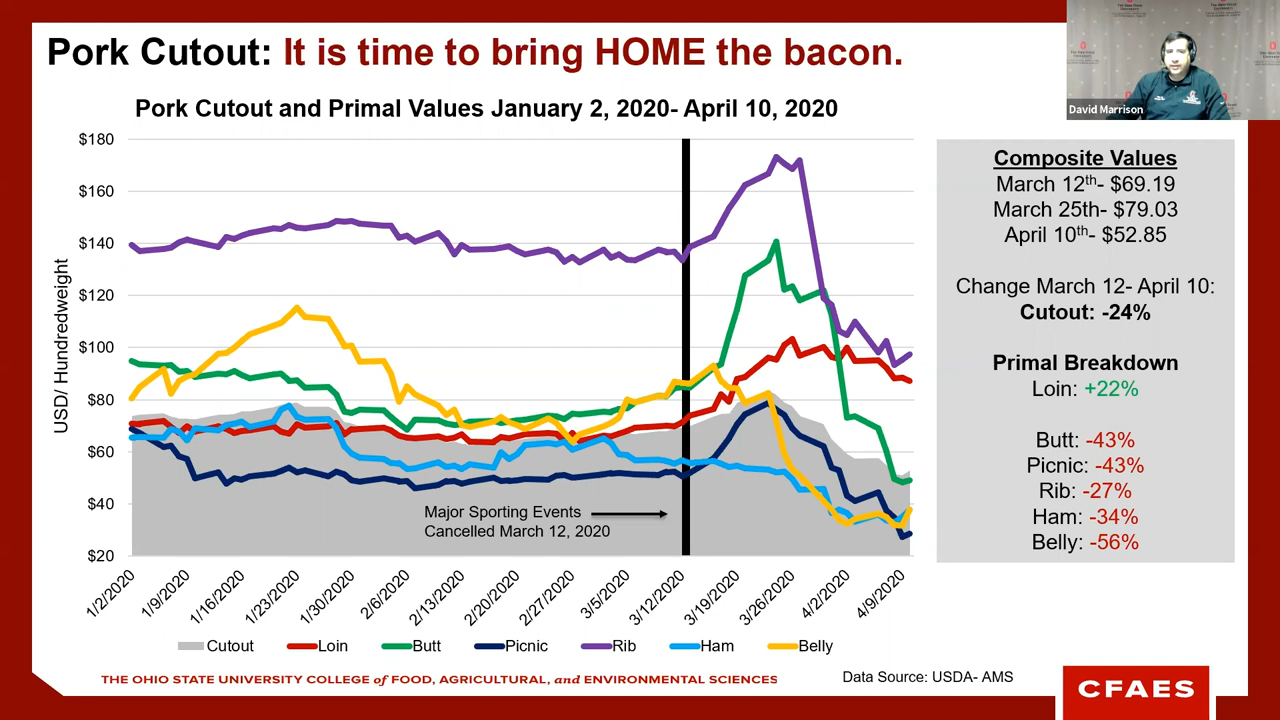 Pork Cutout: It is time to bring HOME the bacon.
David Marrison
Pork Cutout and Primal Values January 2, 2020- April 10, 2020
USD/ Hundredweight
$180
$160
$140
$120
$100
$80
$60
$40
$20
Major Sporting Events
Cancelled March 12, 2020
1/2/2020
1/9/2020
1/16/2020
1/23/2020
1/30/2020
2/6/2020
2/13/2020
2/20/2020
2/27/2020
3/5/2020
3/12/2020
3/19/2020
3/26/2020
4/2/2020
4/9/2020
Cutout Loin Butt Picnic Rib Ham Belly
Composite Values
March 12th- $69.19
March 25th- $79.03
April 10th- $52.85
Change March 12- April 10:
Cutout: -24%
Primal Breakdown
Loin: +22%
Butt: -43%
Picnic: -43%
Rib: -27%
Ham: -34%
Belly: -56%
THE OHIO STATE UNIVERSITY COLLEGE of FOOD, AGRICULTURAL, and ENVIRONMENTAL SCIENCES
Data Source: USDA- AMS
CFAES